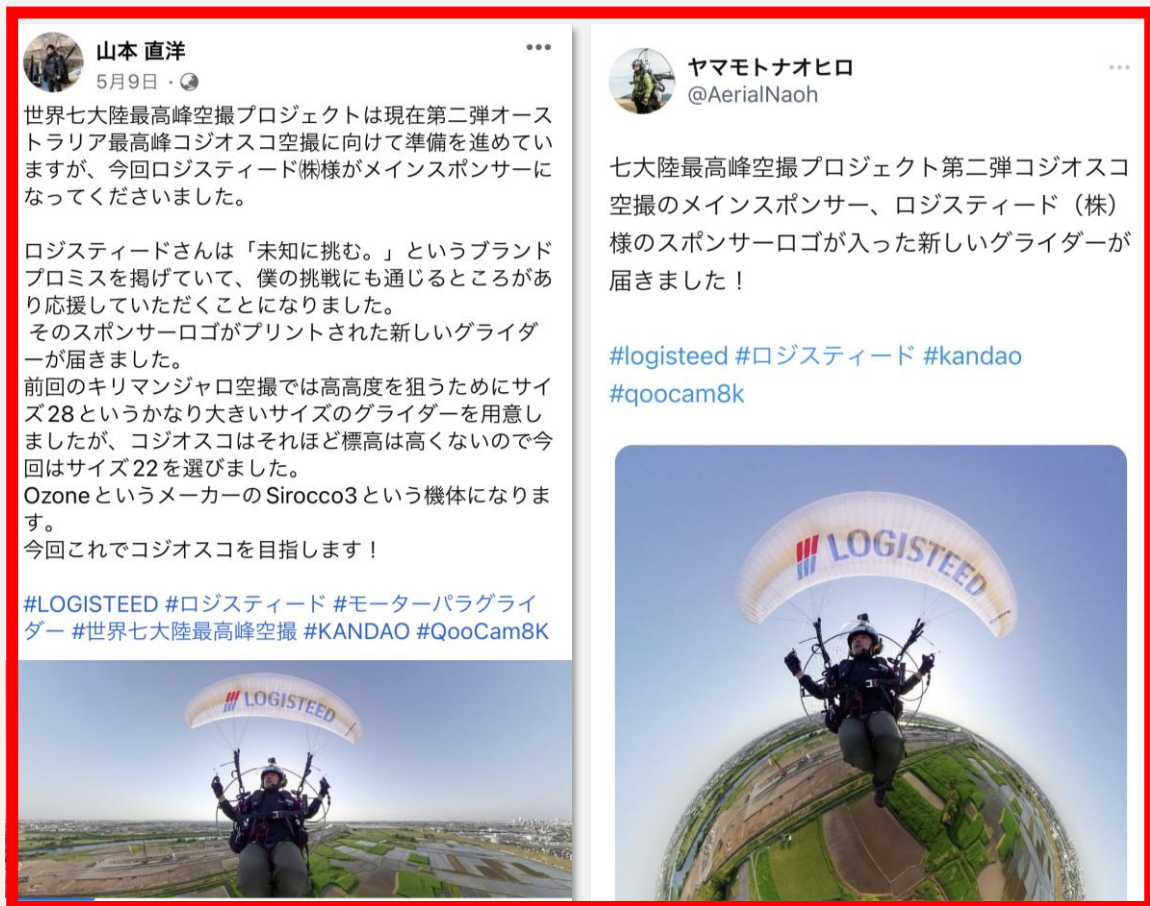 山本 直洋
5月9日
世界七大陸最高峰空撮プロジェクトは現在第二弾オース
トラリア最高峰コジオスコ空撮に向けて準備を進めてい
ますが、今回ロジスティード㈱様がメインスポンサーに
なってくださいました。
ロジスティードさんは「未知に挑む。」というブランド
プロミスを掲げていて、僕の挑戦にも通じるところがあ
り応援していただくことになりました。
そのスポンサーロゴがプリントされた新しいグライダ
ーが届きました。
前回のキリマンジャロ空撮では高高度を狙うためにサイ
ズ28というかなり大きいサイズのグライダーを用意し
ましたが、コジオスコはそれほど標高は高くないので今
回はサイズ22を選びました。
OzoneというメーカーのSirocco3という機体になりま
す。
今回これでコジオスコを目指します！
#LOGISTEED #ロジスティード #モーターパラグライ
ダー #世界七大陸最高峰空撮 #KANDAO #QooCam8K
LOGISTEED
ヤマモトナオヒロ
@AerialNaoh
七大陸最高峰空撮プロジェクト第二弾コジオスコ
空撮のメインスポンサー、ロジスティード（株）
様のスポンサーロゴが入った新しいグライダーが
届きました！
#logisteed #ロジスティード #kandao
#qoocam8k
LOGISTEED